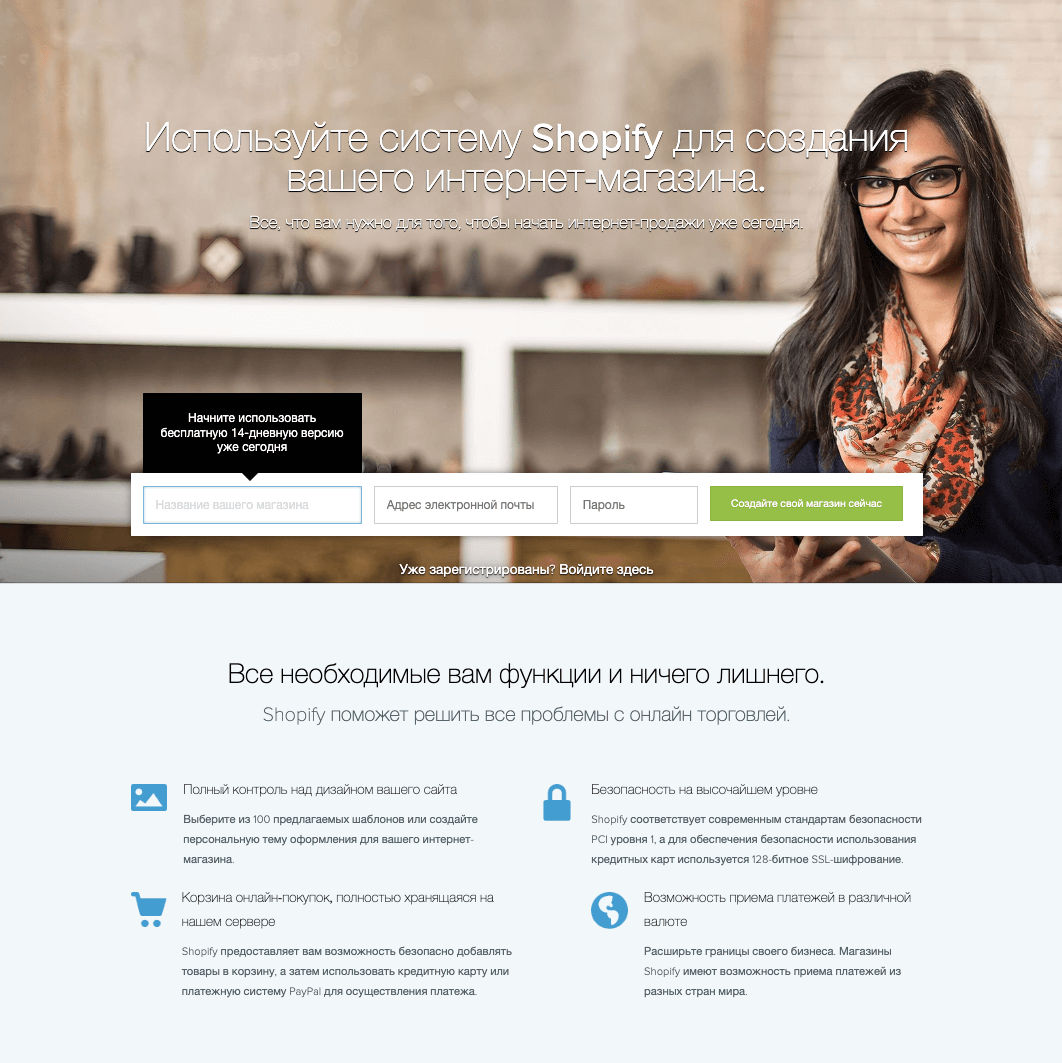 Используйте систему Shopify для создания
вашего интернет-магазина.
Все, что вам нужно для того, чтобы начать интернет-продажи уже сегодня.
Начните использовать
бесплатную 14-дневную версию
уже сегодня
Название вашего магазина
Адрес электронной почты
Пароль
Создайте свой магазин сейчас
Уже зарегистрированы? Войдите здесь
Все необходимые вам функции и ничего лишнего.
Shopify поможет решить все проблемы с онлайн торговлей.
Полный контроль над дизайном вашего сайта
Выберите из 100 предлагаемых шаблонов или создайте
персональную тему оформления для вашего интернет-
магазина.
Безопасность на высочайшем уровне
Shopify соответствует современным стандартам безопасности
PCI уровня 1, а для обеспечения безопасности использования
кредитных карт используется 128-битное SSL-шифрование.
Корзина онлайн-покупок, полностью хранящаяся на
нашем сервере
Shopify предоставляет вам возможность безопасно добавлять
товары в корзину, а затем использовать кредитную карту или
платежную систему PayPal для осуществления платежа.
Возможность приема платежей в различной
валюте
Расширьте границы своего бизнеса. Магазины
Shopify имеют возможность приема платежей из
разных стран мира.